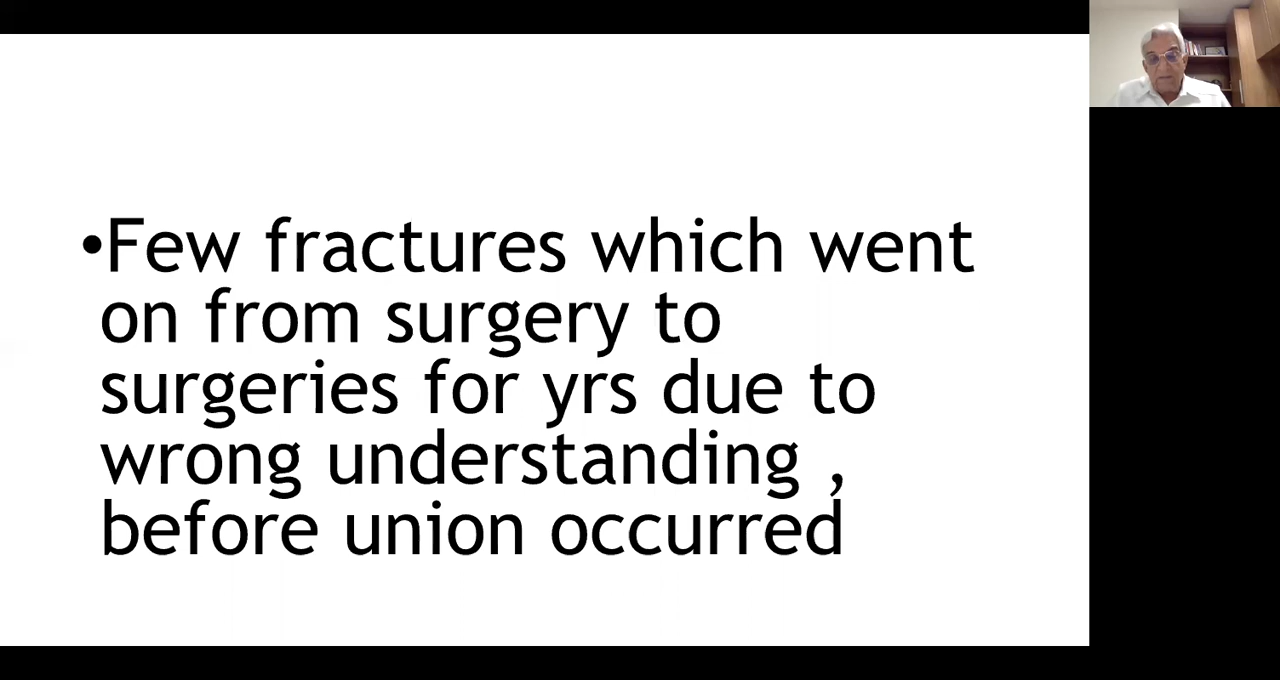 •Few fractures which went
on from surgery to
surgeries for yrs due to
wrong understanding ,
before union occurred